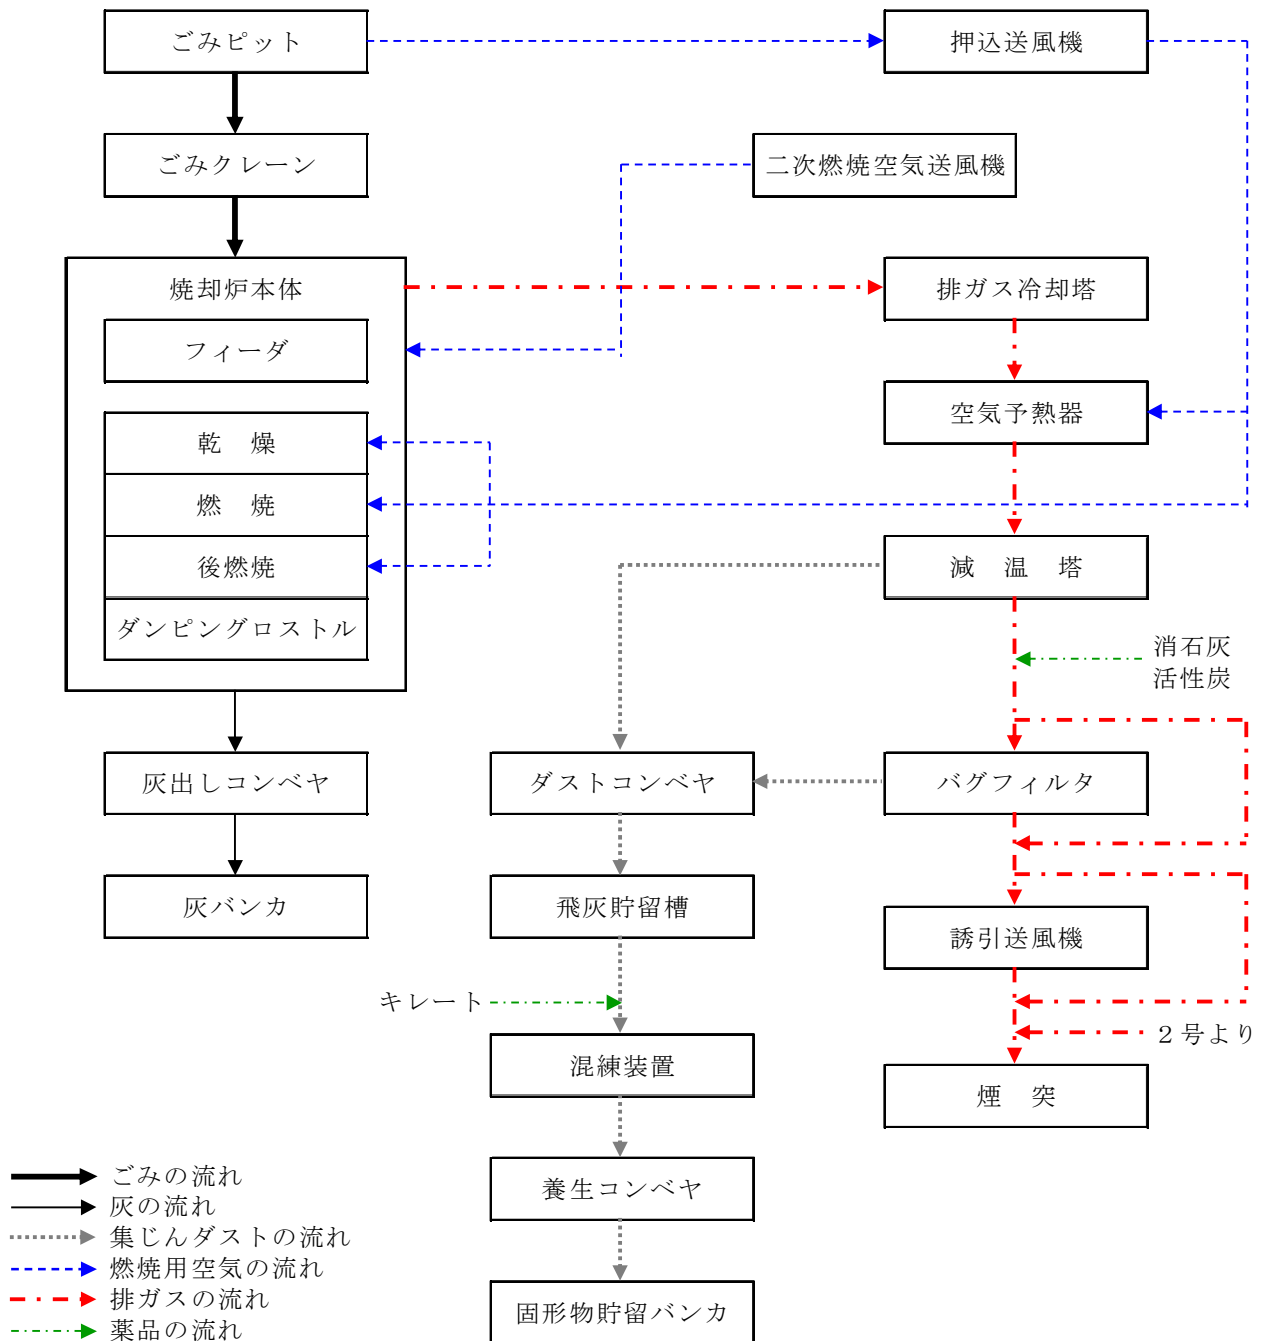 ごみピット
押込送風機
ごみクレーン
二次燃焼空気送風機
焼却炉本体
排ガス冷却塔
フィーダ
空気予熱器
乾　燥
燃　焼
後燃焼
減　温　塔
ダンピングロストル
消石灰
活性炭
灰出しコンベヤ
ダストコンベヤ
バグフィルタ
灰バンカ
飛灰貯留槽
誘引送風機
キレート
２号より
混練装置
煙　突
ごみの流れ
養生コンベヤ
灰の流れ
集じんダストの流れ
燃焼用空気の流れ
排ガスの流れ
固形物貯留バンカ
薬品の流れ